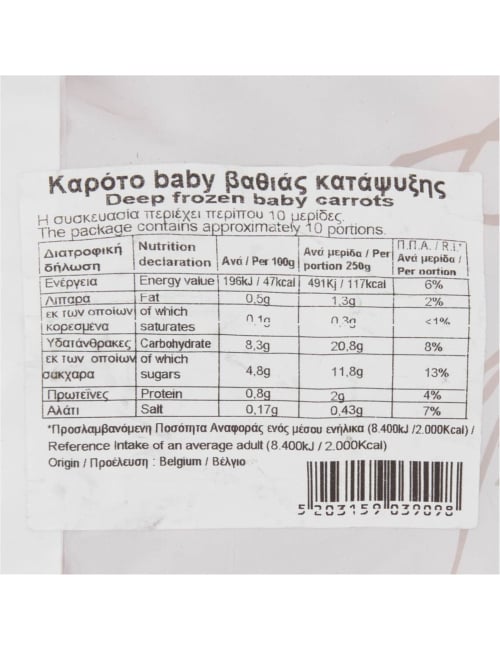 Καρότο baby βαθιάς κατάψυξης
Deep frozen baby carrots
Η συσκευασία περιέχει περίπου 10 μερίδες.
The package contains approximately 10 portions.
Διατροφική δήλωση Nutrition declaration Ανά / Per 100g Ανά μερίδα / Per portion 250g Π.Π.Α. / R.I.* Ανά μερίδα / Per portion
Ενέργεια Energy value 196kJ / 47kcal 491Kj / 117kcal 6%
Λιπαρα Fat 0,5g 1,3g 2%
εκ των οποίων κορεσμένα of which saturates 0,1g 0,3g <1%
Υδατάνθρακες Carbohydrate 8,3g 20,8g 8%
εκ των οποίων σάκχαρα of which sugars 4,8g 11,8g 13%
Πρωτεΐνες Protein 0,8g 2g 4%
Αλάτι Salt 0,17g 0,43g 7%
*Προσλαμβανόμενη Ποσότητα Αναφοράς ενός μέσου ενήλικα (8.400kJ /2.000Kcal) /
Reference Intake of an average adult (8.400kJ / 2.000Kcal)
Origin / Προέλευση : Belgium / Βέλγιο
5 203159 039098